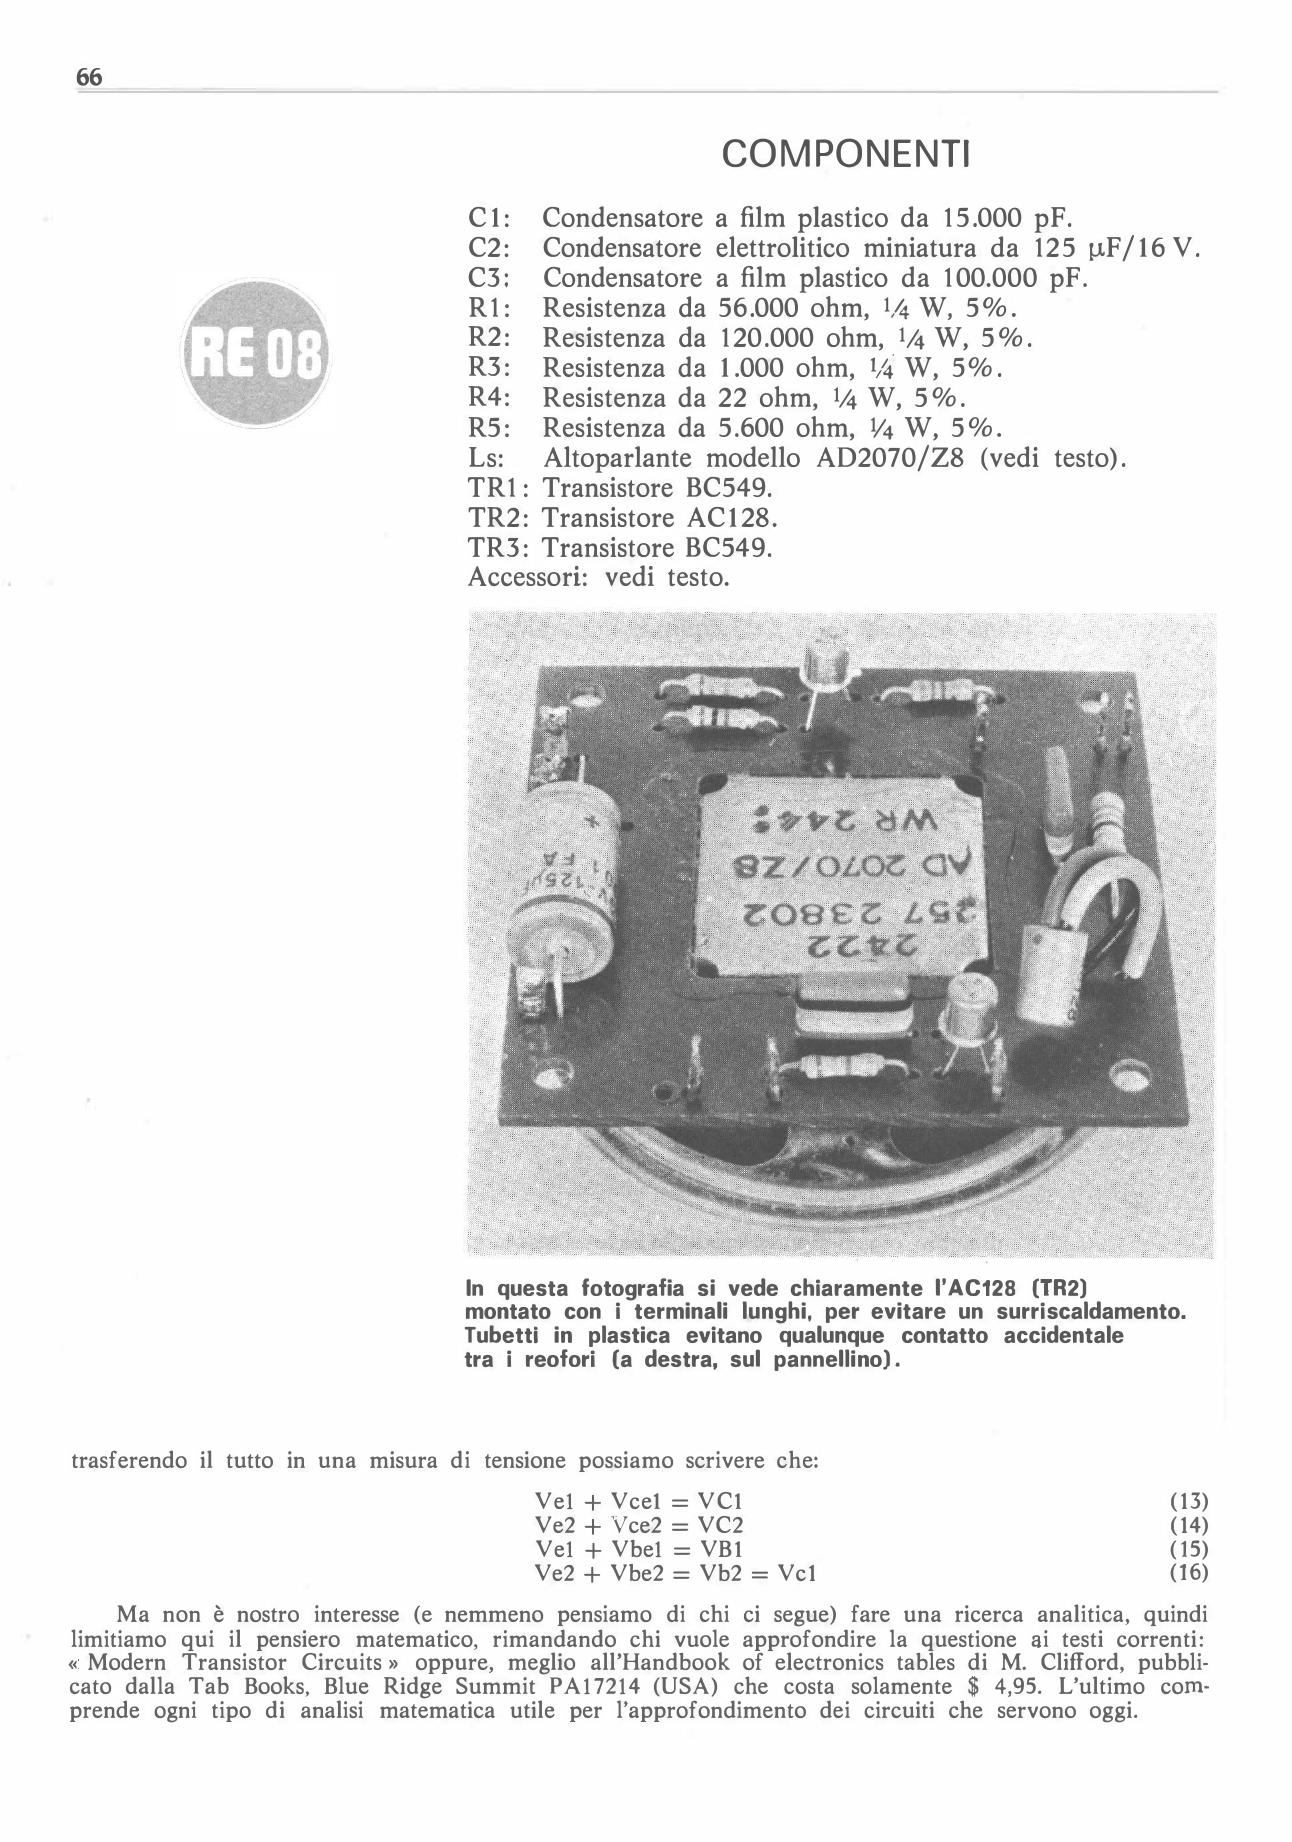 66
COMPONENTI
C1: Condensatore a film plastico da 15.000 pF.
C2: Condensatore elettrolitico miniatura da 125 µF/16 V.
C3: Condensatore a film plastico da 100.000 pF.
R1: Resistenza da 56.000 ohm, ¼ W, 5%.
R2: Resistenza da 120.000 ohm, ¼ W, 5%.
R3: Resistenza da 1.000 ohm, ¼ W, 5%.
R4: Resistenza da 22 ohm, ¼ W, 5%.
R5: Resistenza da 5.600 ohm, ¼ W, 5%.
Ls: Altoparlante modello AD2070/Z8 (vedi testo).
TR1: Transistore BC549.
TR2: Transistore AC128.
TR3: Transistore BC549.
Accessori: vedi testo.
RE 08
2422
257 23802
AD 2070/Z8
WR 244
In questa fotografia si vede chiaramente l'AC128 (TR2)
montato con i terminali lunghi, per evitare un surriscaldamento.
Tubetti in plastica evitano qualunque contatto accidentale
tra i reofori (a destra, sul pannellino).
trasferendo il tutto in una misura di tensione possiamo scrivere che:
Ve1 + Vce1 = VC1 (13)
Ve2 + Vce2 = VC2 (14)
Ve1 + Vbe1 = VB1 (15)
Ve2 + Vbe2 = Vb2 = Vc1 (16)
Ma non è nostro interesse (e nemmeno pensiamo di chi ci segue) fare una ricerca analitica, quindi
limitiamo qui il pensiero matematico, rimandando chi vuole approfondire la questione ai testi correnti:
« Modern Transistor Circuits » oppure, meglio all'Handbook of electronics tables di M. Clifford, pubbli-
cato dalla Tab Books, Blue Ridge Summit PA17214 (USA) che costa solamente $ 4,95. L'ultimo com-
prende ogni tipo di analisi matematica utile per l'approfondimento dei circuiti che servono oggi.